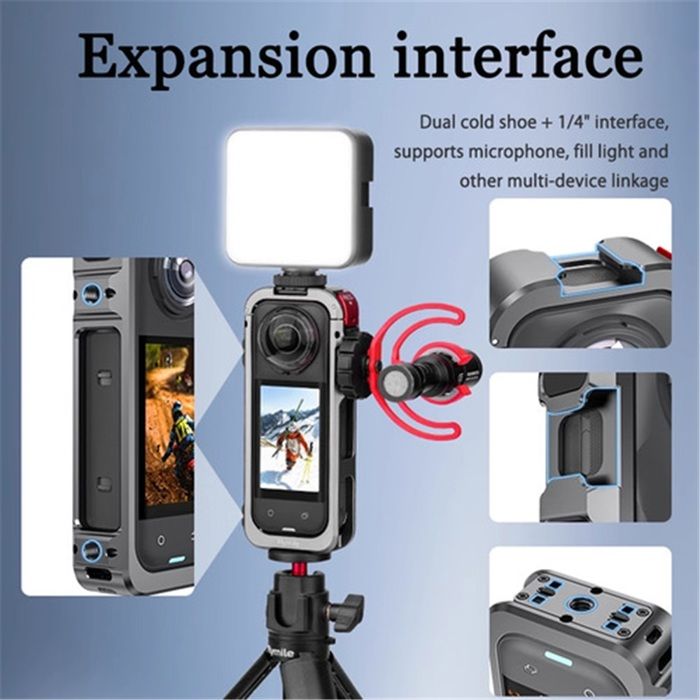 Expansion interface
Dual cold shoe + 1/4" interface,
supports microphone, fill light and
other multi-device linkage